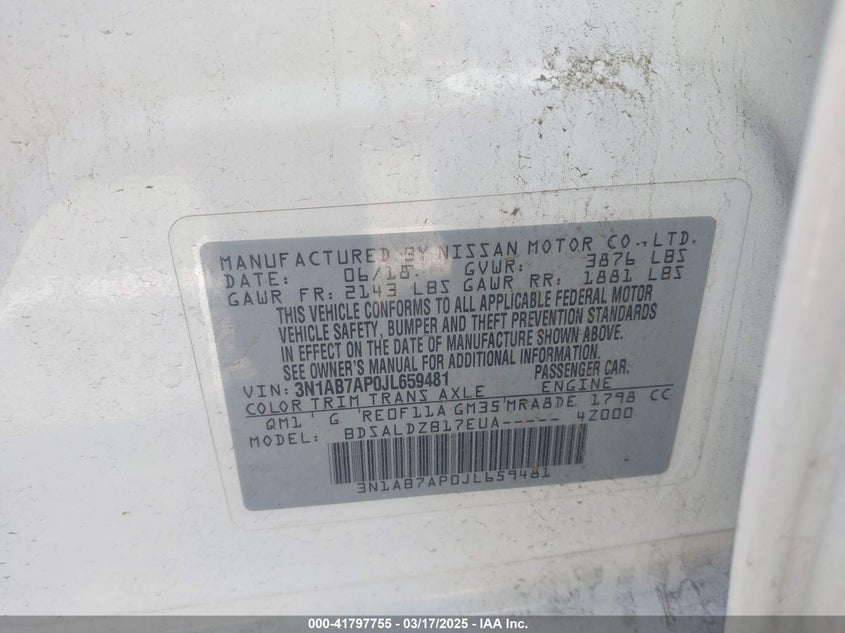 MANUFACTURED BY NISSAN MOTOR CO.,LTD.
DATE: 06/18 GVWR: 3876 LBS
GAWR FR: 2143 LBS GAWR RR: 1881 LBS
THIS VEHICLE CONFORMS TO ALL APPLICABLE FEDERAL MOTOR
VEHICLE SAFETY, BUMPER AND THEFT PREVENTION STANDARDS
IN EFFECT ON THE DATE OF MANUFACTURE SHOWN ABOVE.
SEE OWNER'S MANUAL FOR ADDITIONAL INFORMATION.
VIN: 3N1AB7AP0JL659481 PASSENGER CAR.
COLOR TRIM TRANS AXLE ENGINE
QM1 G RE0F11A GM35 MRA8DE 1798 CC
MODEL: BDSALDZB17EUA----- 42000
3N1AB7AP0JL659481
000-41797755 - 03/17/2025 - IAA Inc.